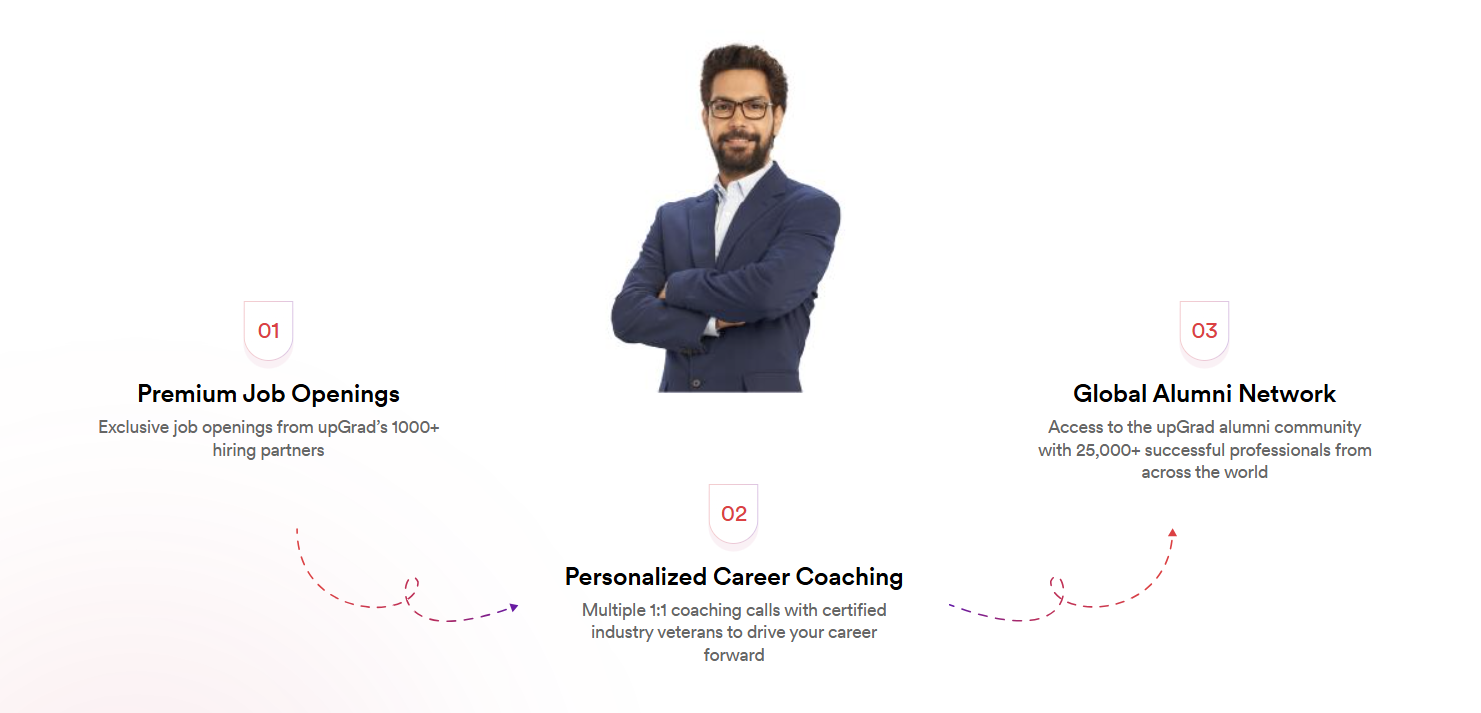 01
Premium Job Openings
Exclusive job openings from upGrad’s 1000+
hiring partners
02
Personalized Career Coaching
Multiple 1:1 coaching calls with certified
industry veterans to drive your career
forward
03
Global Alumni Network
Access to the upGrad alumni community
with 25,000+ successful professionals from
across the world